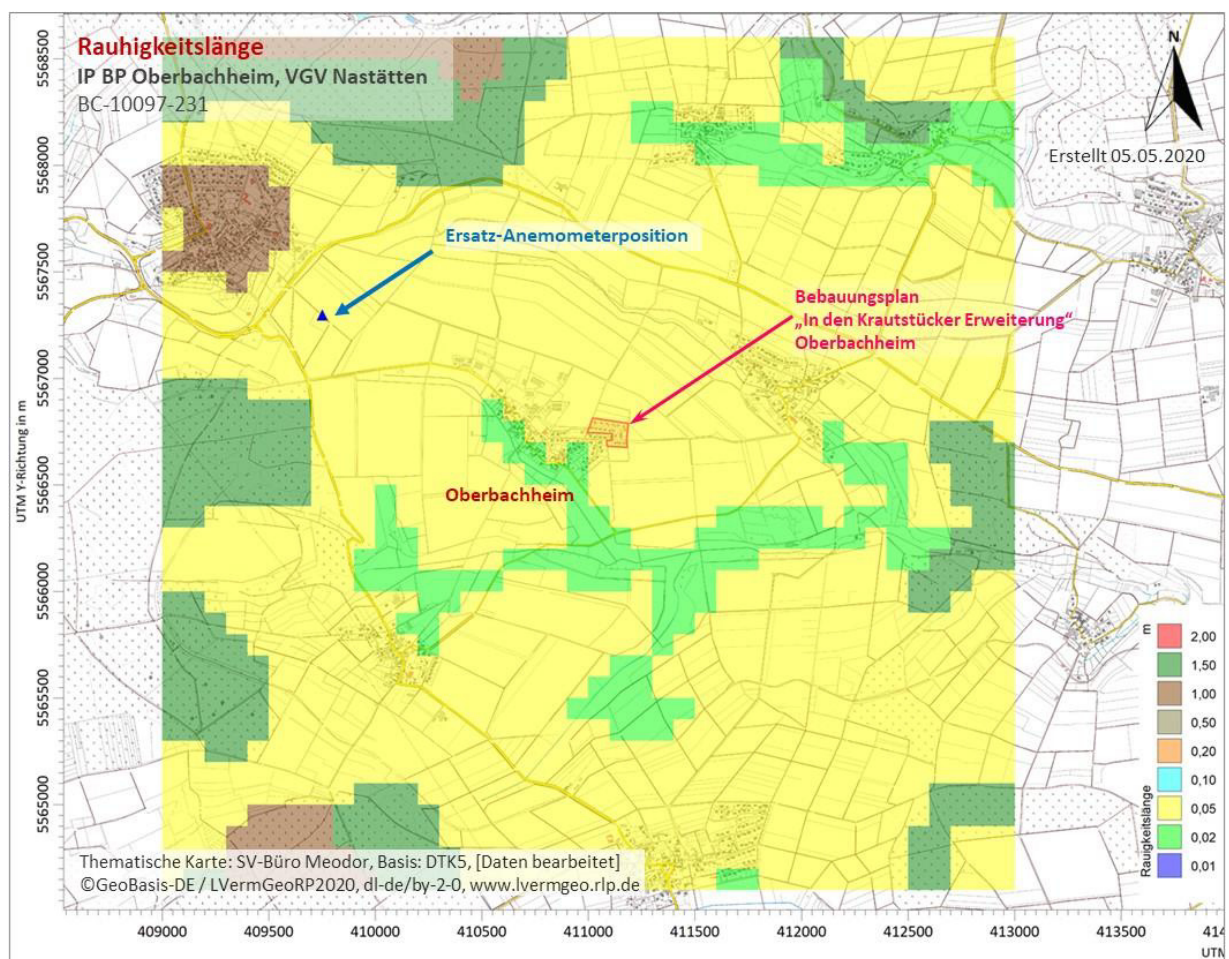 Rauhigkeitslänge
IP BP Oberbachheim, VGV Nastätten
BC-10097-231
N
Erstellt 05.05.2020
Ersatz-Anemometerposition
Bebauungsplan
„In den Krautstücker Erweiterung“
Oberbachheim
Oberbachheim
UTM Y-Richtung in m
5568500
5568000
5567500
5567000
5566500
5566000
5565500
5565000
m
2,00
1,50
1,00
0,50
0,20
0,10
0,05
0,02
0,01
Rauigkeitslänge
Thematische Karte: SV-Büro Meodor, Basis: DTK5, [Daten bearbeitet]
©GeoBasis-DE / LVermGeoRP2020, dl-de/by-2-0, www.lvermgeo.rlp.de
409000 409500 410000 410500 411000 411500 412000 412500 413000 413500 414
UTM